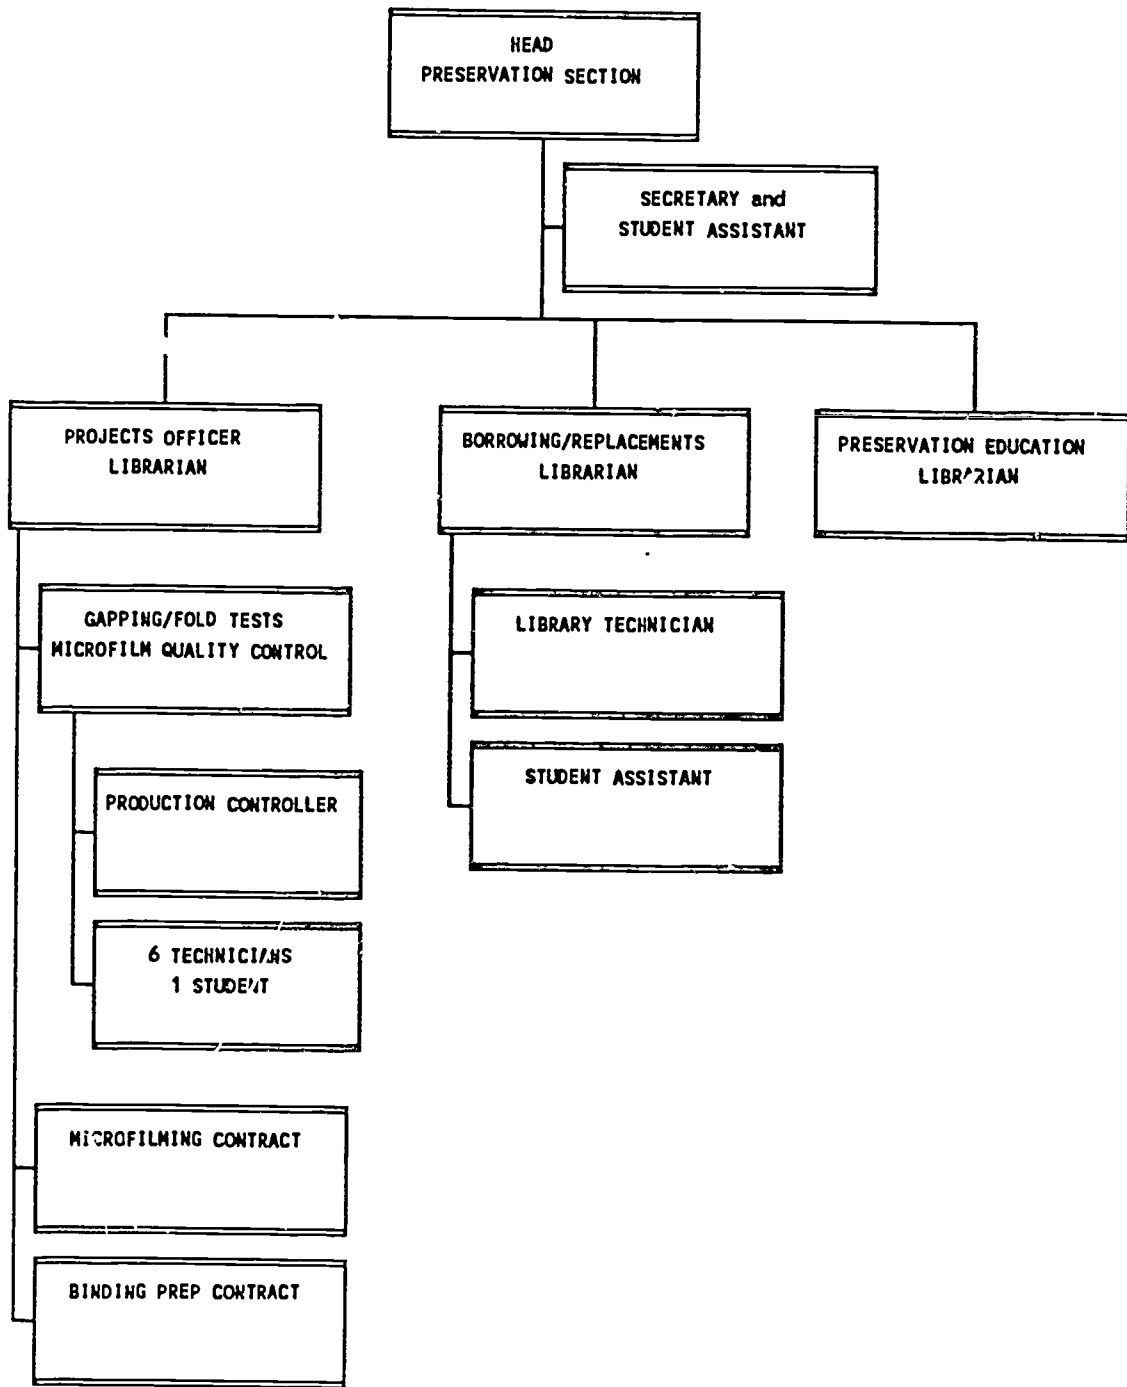 HEAD
PRESERVATION SECTION
SECRETARY and
STUDENT ASSISTANT
PROJECTS OFFICER
LIBRARIAN
BORROWING/REPLACEMENTS
LIBRARIAN
PRESERVATION EDUCATION
LIBRARIAN
GAPPING/FOLD TESTS
MICROFILM QUALITY CONTROL
LIBRARY TECHNICIAN
PRODUCTION CONTROLLER
STUDENT ASSISTANT
6 TECHNICIANS
1 STUDENT
MICROFILMING CONTRACT
BINDING PREP CONTRACT